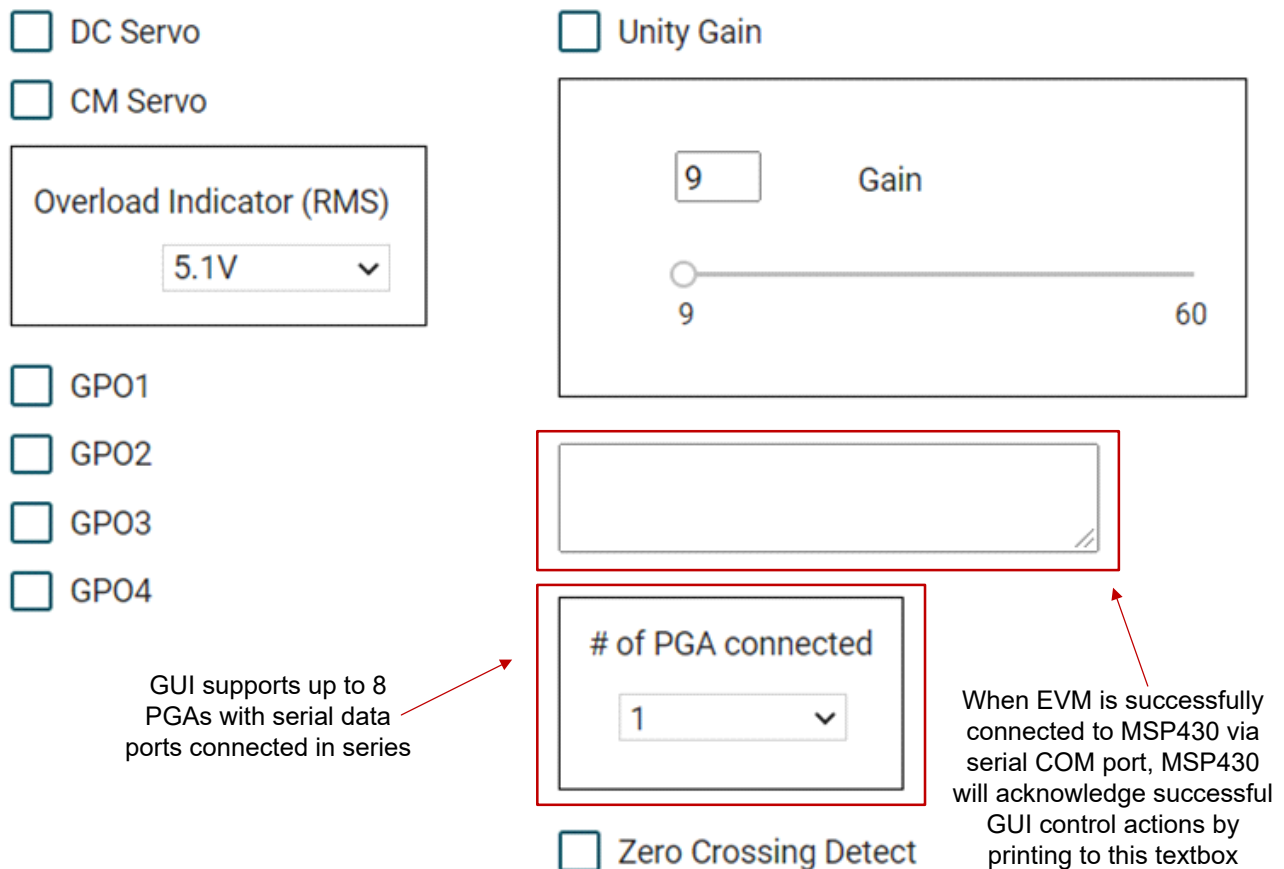 DC Servo
CM Servo
Overload Indicator (RMS)
5.1V
GPO1
GPO2
GPO3
GPO4
GUI supports up to 8
PGAs with serial data
ports connected in series
Unity Gain
9
Gain
9
60
# of PGA connected
1
Zero Crossing Detect
When EVM is successfully
connected to MSP430 via
serial COM port, MSP430
will acknowledge successful
GUI control actions by
printing to this textbox